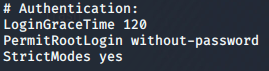 # Authentication:
LoginGraceTime 120
PermitRootLogin without-password
StrictModes yes